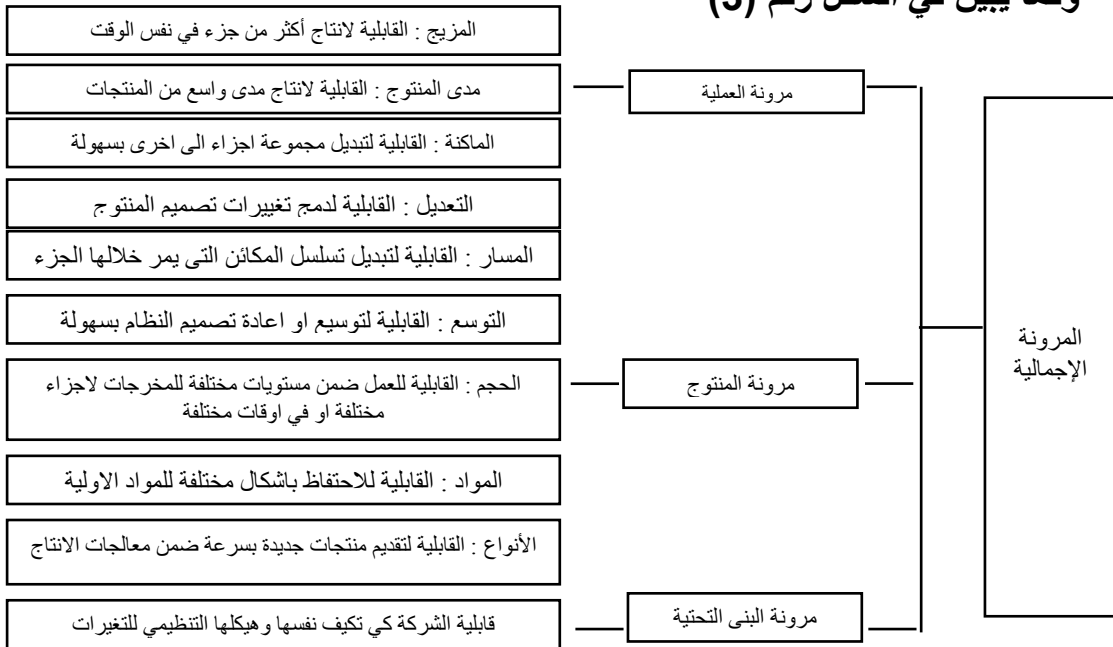 وكما يبين في الشكل رقم (3)
المزيج : القابلية لانتاج أكثر من جزء في نفس الوقت
مدى المنتوج : القابلية لانتاج مدى واسع من المنتجات
مرونة العملية
الماكنة : القابلية لتبديل مجموعة اجزاء الى اخرى بسهولة
التعديل : القابلية لدمج تغييرات تصميم المنتوج
المسار : القابلية لتبديل تسلسل المكائن التى يمر خلالها الجزء
التوسع : القابلية لتوسيع او اعادة تصميم النظام بسهولة
المرونة
الإجمالية
مرونة المنتوج
الحجم : القابلية للعمل ضمن مستويات مختلفة للمخرجات لاجزاء
مختلفة او في اوقات مختلفة
المواد : القابلية للاحتفاظ باشكال مختلفة للمواد الاولية
الأنواع : القابلية لتقديم منتجات جديدة بسرعة ضمن معالجات الانتاج
مرونة البنى التحتية
قابلية الشركة كي تكيف نفسها وهيكلها التنظيمي للتغيرات